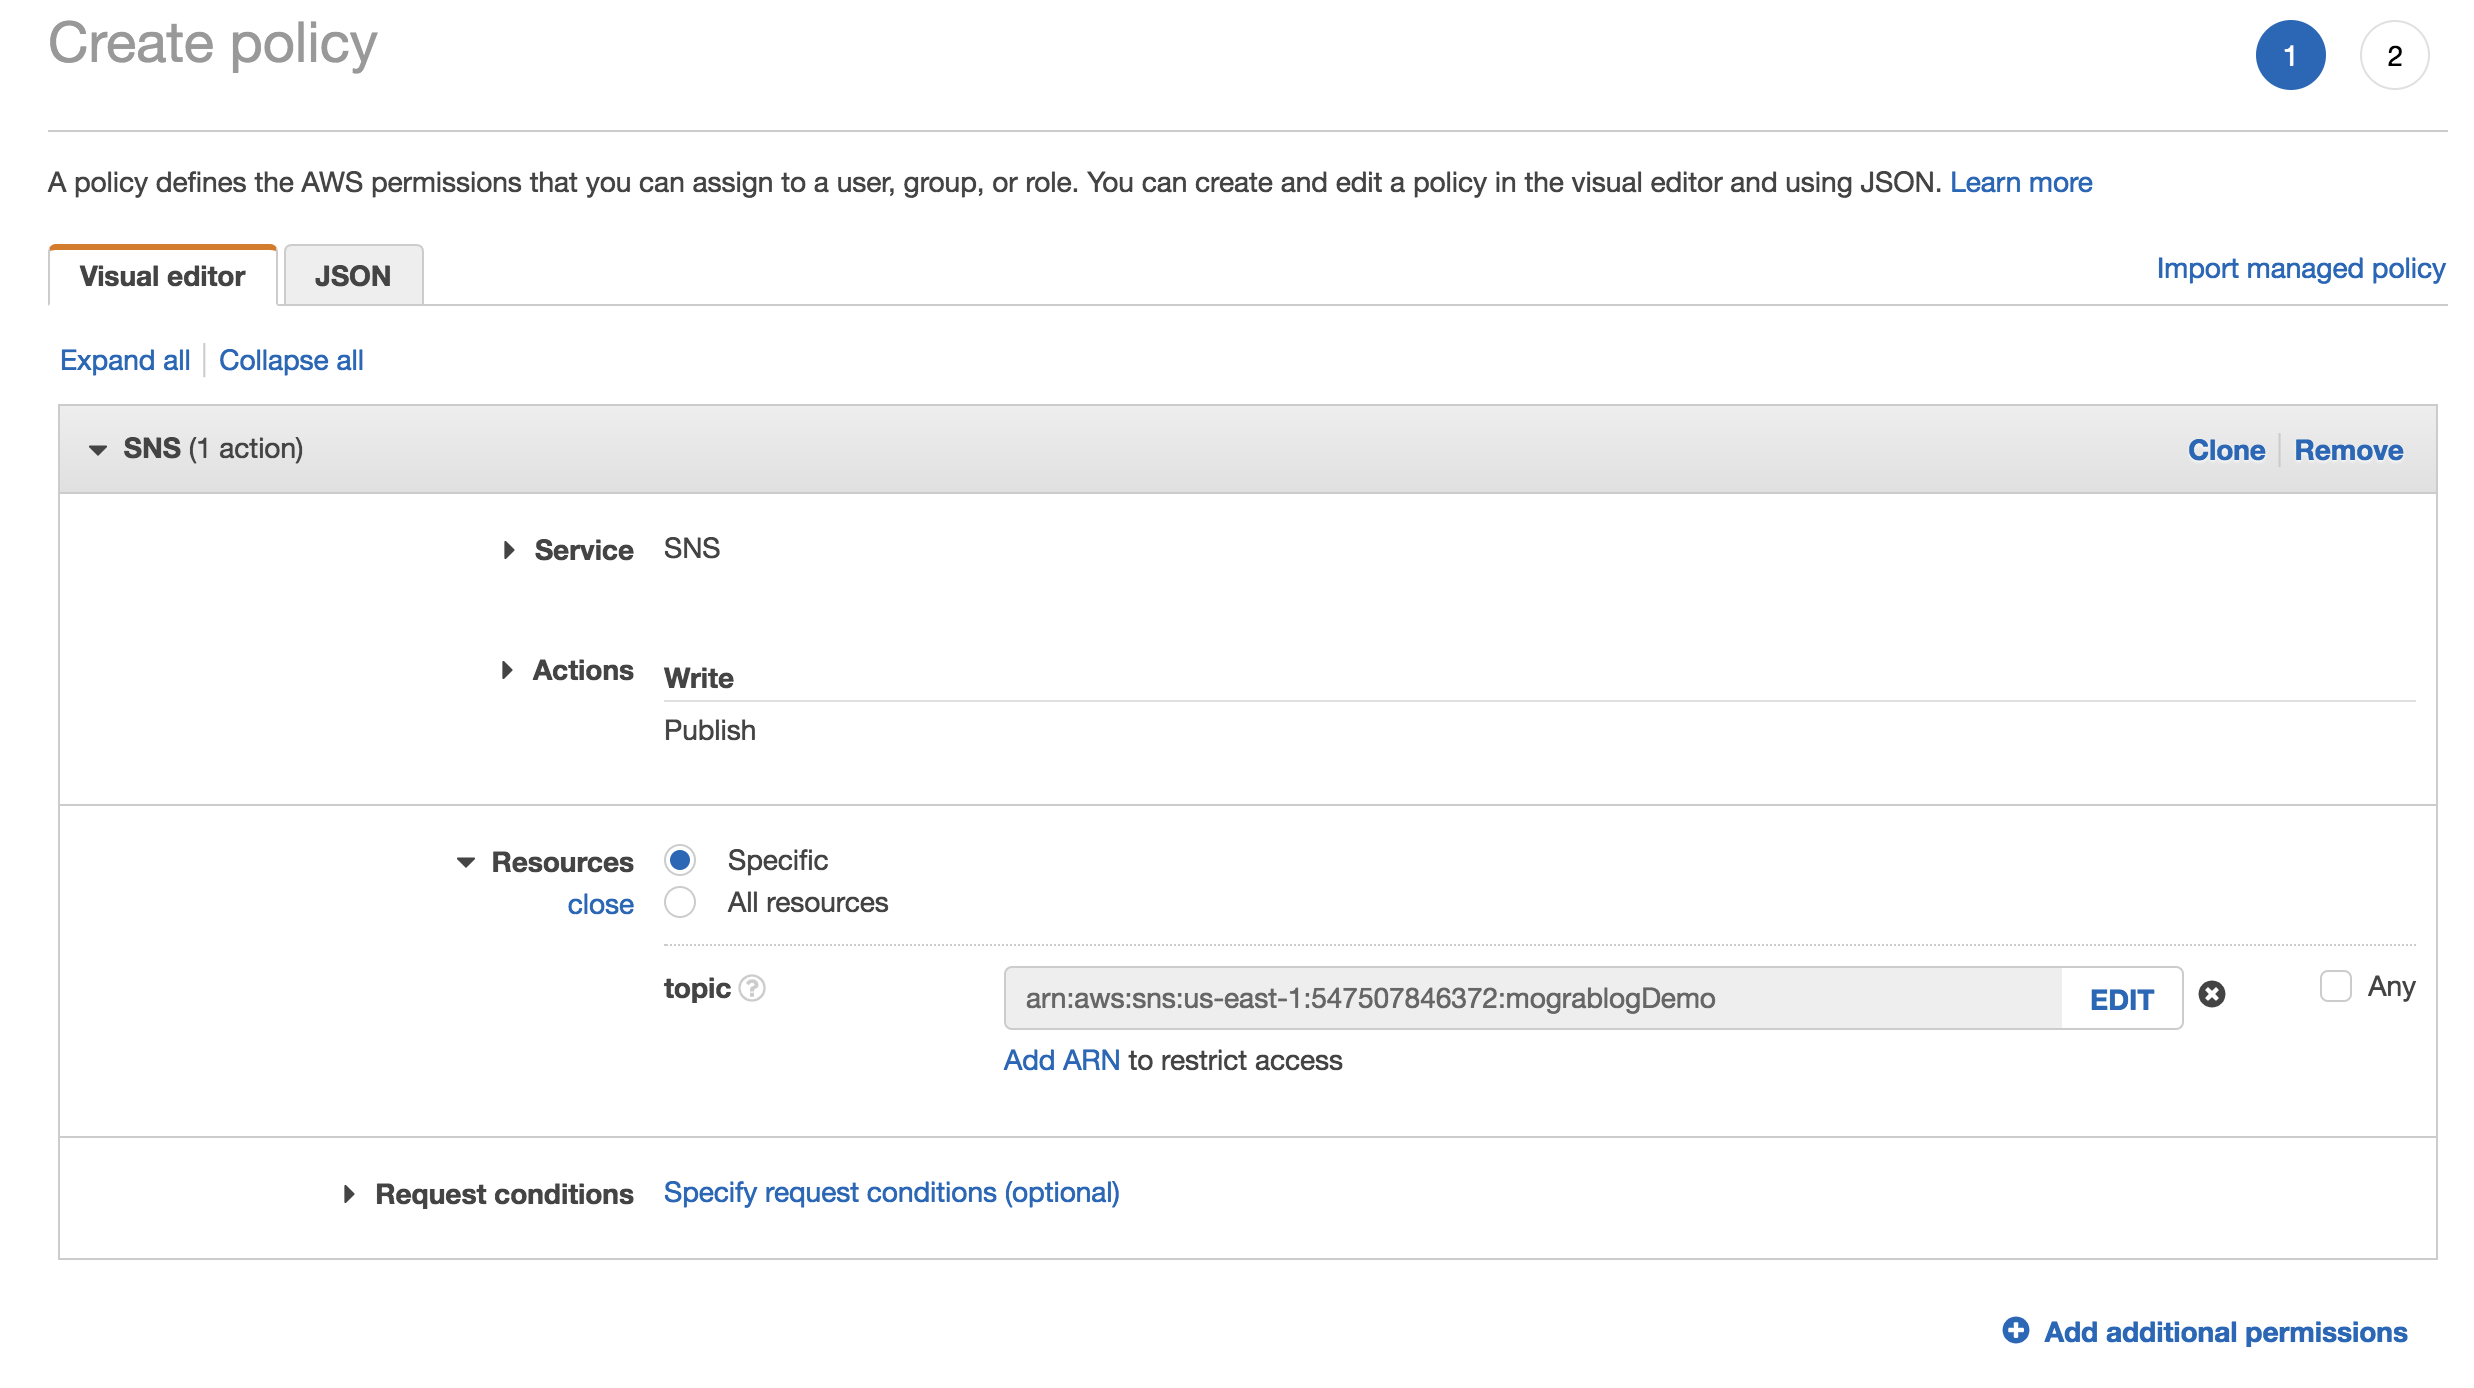 Create policy
1
2
A policy defines the AWS permissions that you can assign to a user, group, or role. You can create and edit a policy in the visual editor and using JSON. Learn more
Visual editor
JSON
Import managed policy
Expand all
Collapse all
SNS (1 action)
Clone
Remove
Service
SNS
Actions
Write
Publish
Resources
close
Specific
All resources
topic ?
arn:aws:sns:us-east-1:547507846372:mograblogDemo
EDIT
Any
Add ARN to restrict access
Request conditions
Specify request conditions (optional)
Add additional permissions